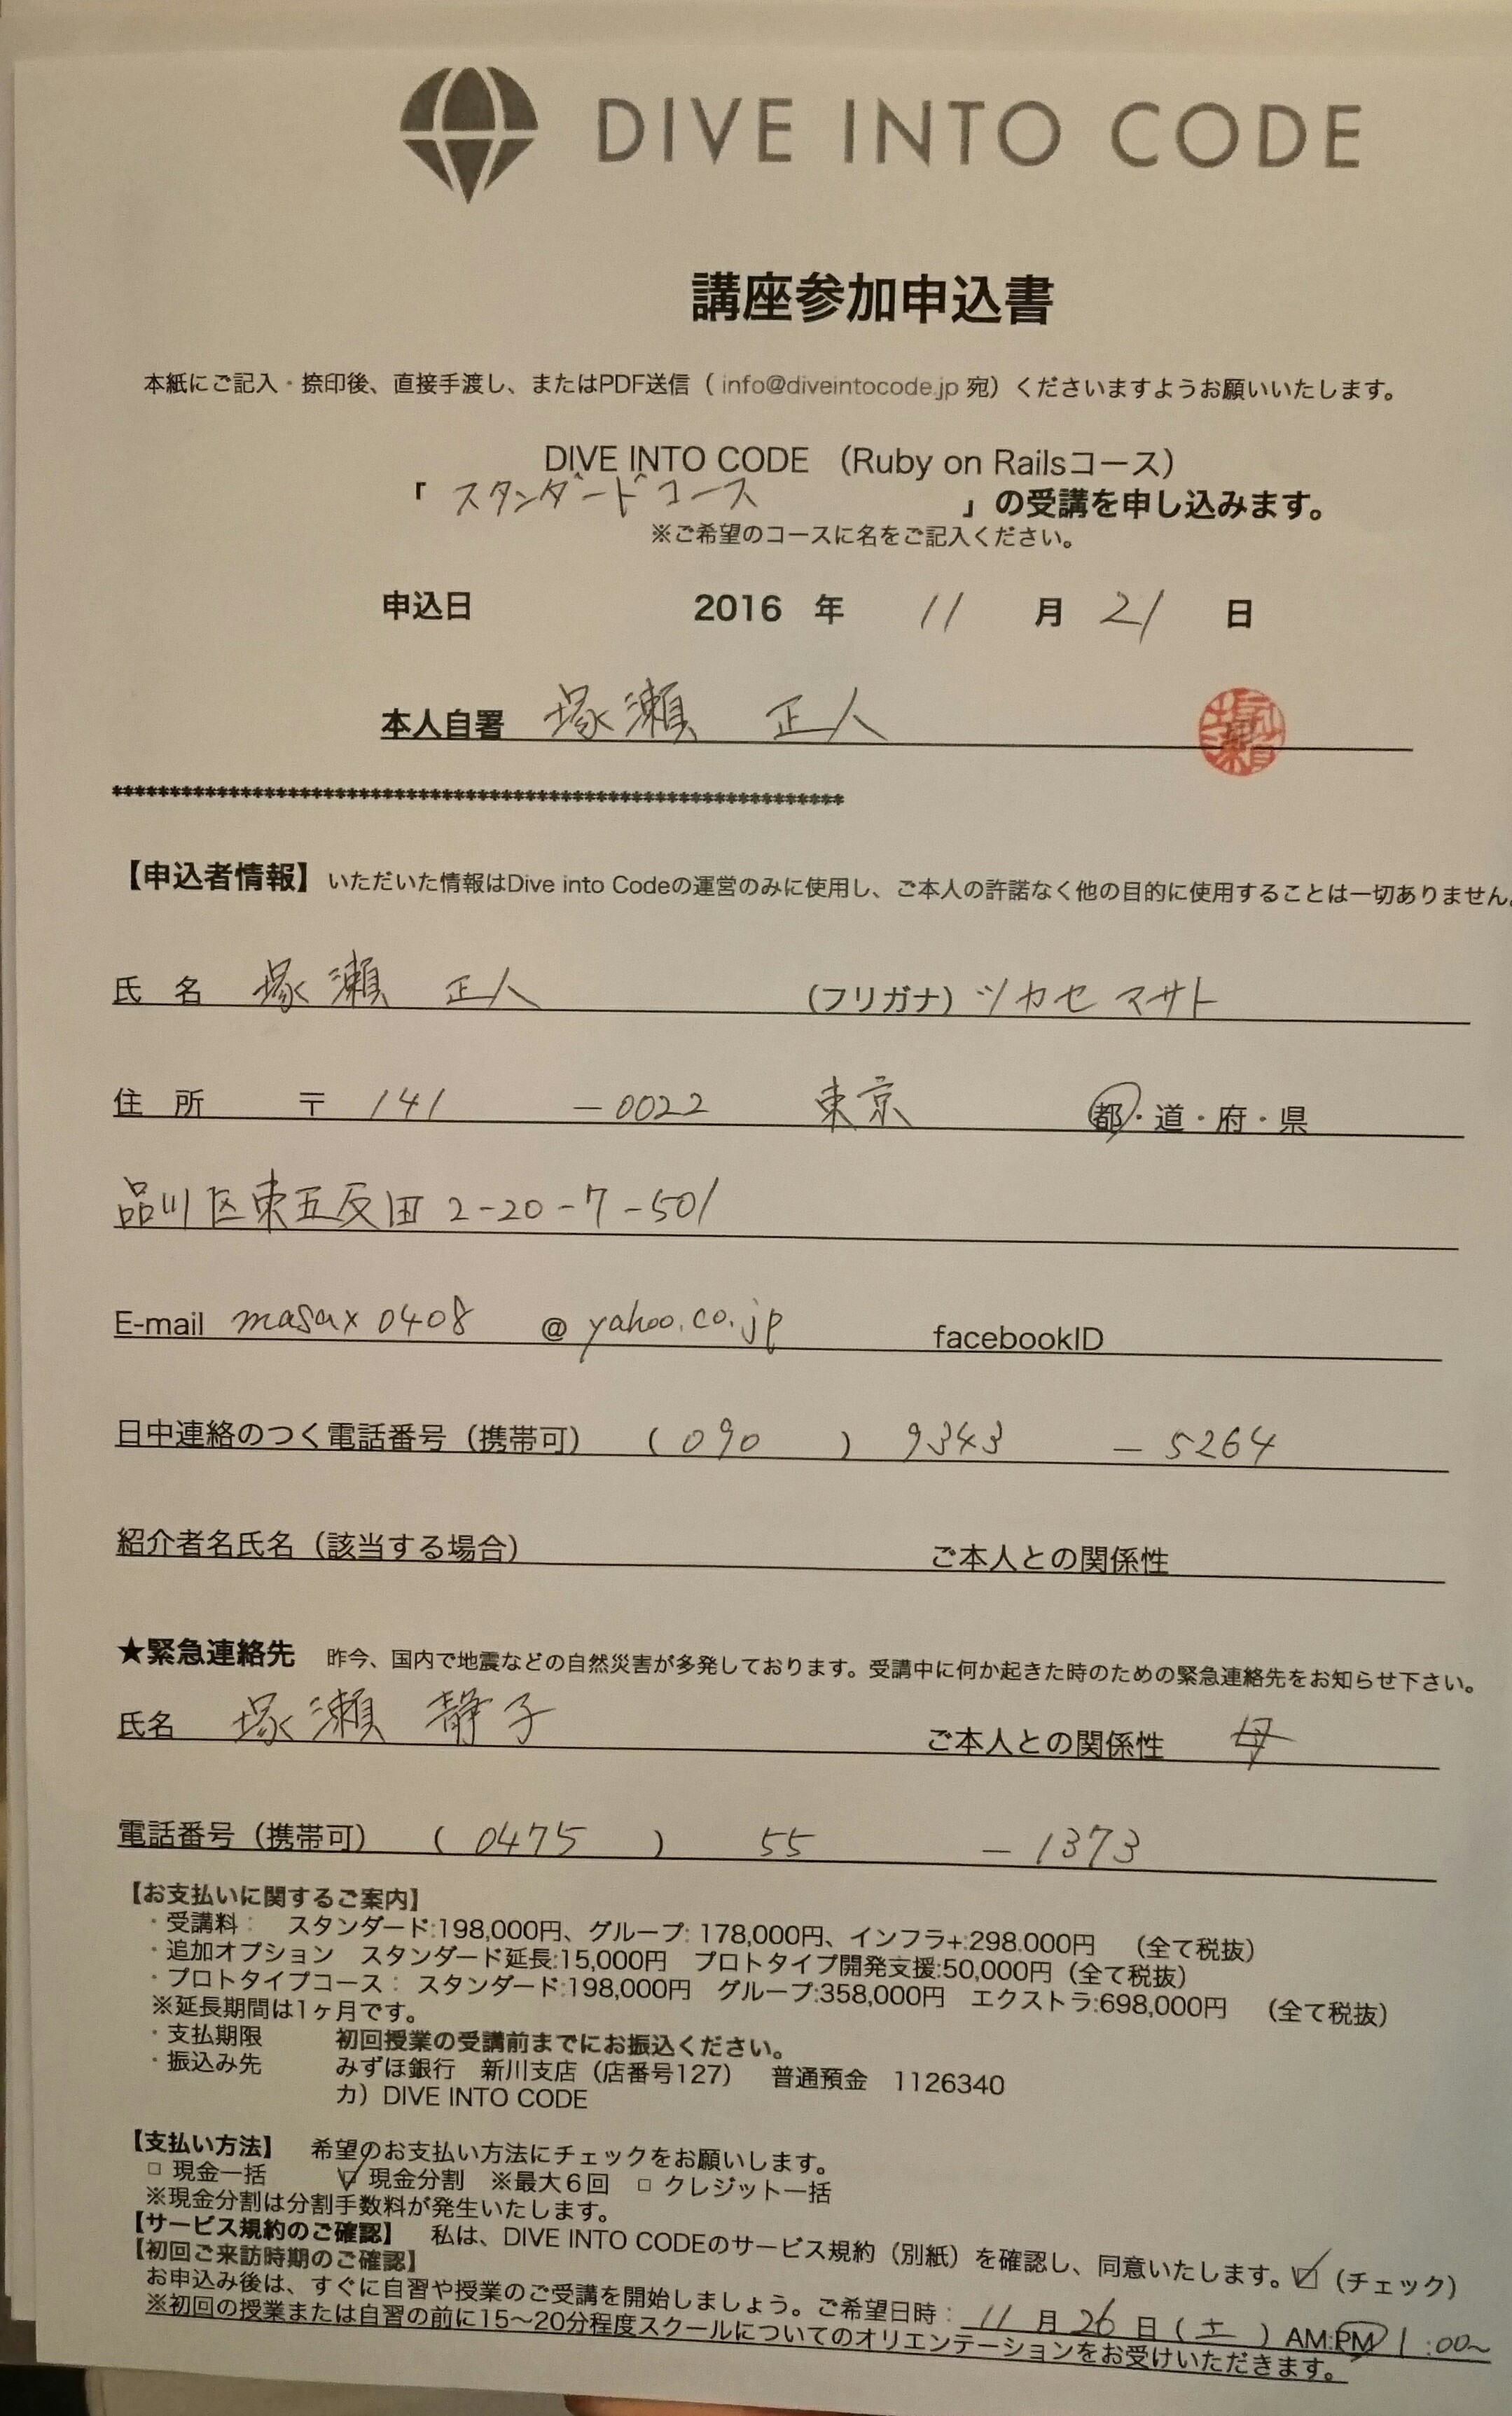 DIVE INTO CODE
講座参加申込書
本紙にご記入・捺印後、直接手渡し、またはPDF送信（ info@diveintocode.jp 宛）くださいますようお願いいたします。
DIVE INTO CODE （Ruby on Railsコース）
「 スタンダードコース 」の受講を申し込みます。
※ご希望のコースに名をご記入ください。
申込日 2016 年 11 月 21 日
本人自署 塚瀬 正人
**************************************************************
【申込者情報】いただいた情報はDive into Codeの運営のみに使用し、ご本人の許諾なく他の目的に使用することは一切ありません。
氏 名 塚瀬 正人 （フリガナ）ツカセ マサト
住 所 〒 141 - 0022 東京 都・道・府・県
品川区東五反田 2-20-7-501
E-mail masax0408 @ yahoo.co.jp facebookID
日中連絡のつく電話番号（携帯可） ( 090 ) 9343 - 5264
紹介者名氏名（該当する場合） ご本人との関係性
★緊急連絡先 昨今、国内で地震などの自然災害が多発しております。受講中に何か起きた時のための緊急連絡先をお知らせ下さい。
氏名 塚瀬 静子 ご本人との関係性 母
電話番号（携帯可） ( 0475 ) 55 - 1373
【お支払いに関するご案内】
・受講料： スタンダード:198,000円、グループ: 178,000円、インフラ+:298.000円 （全て税抜）
・追加オプション スタンダード延長:15,000円 プロトタイプ開発支援:50,000円（全て税抜）
・プロトタイプコース： スタンダード:198,000円 グループ:358,000円 エクストラ:698,000円 （全て税抜）
※延長期間は1ヶ月です。
・支払期限 初回授業の受講前までにお振込ください。
・振込み先 みずほ銀行 新川支店（店番号127） 普通預金 1126340
カ）DIVE INTO CODE
【支払い方法】 希望のお支払い方法にチェックをお願いします。
□ 現金一括 ☑ 現金分割 ※最大６回 □ クレジット一括
※現金分割は分割手数料が発生いたします。
【サービス規約のご確認】 私は、DIVE INTO CODEのサービス規約（別紙）を確認し、同意いたします。☑（チェック）
【初回ご来訪時期のご確認】
お申込み後は、すぐに自習や授業のご受講を開始しましょう。ご希望日時： 11 月 26 日 ( 土 ) AM:PM 1 :00~
※初回の授業または自習の前に15〜20分程度スクールについてのオリエンテーションをお受けいただきます。